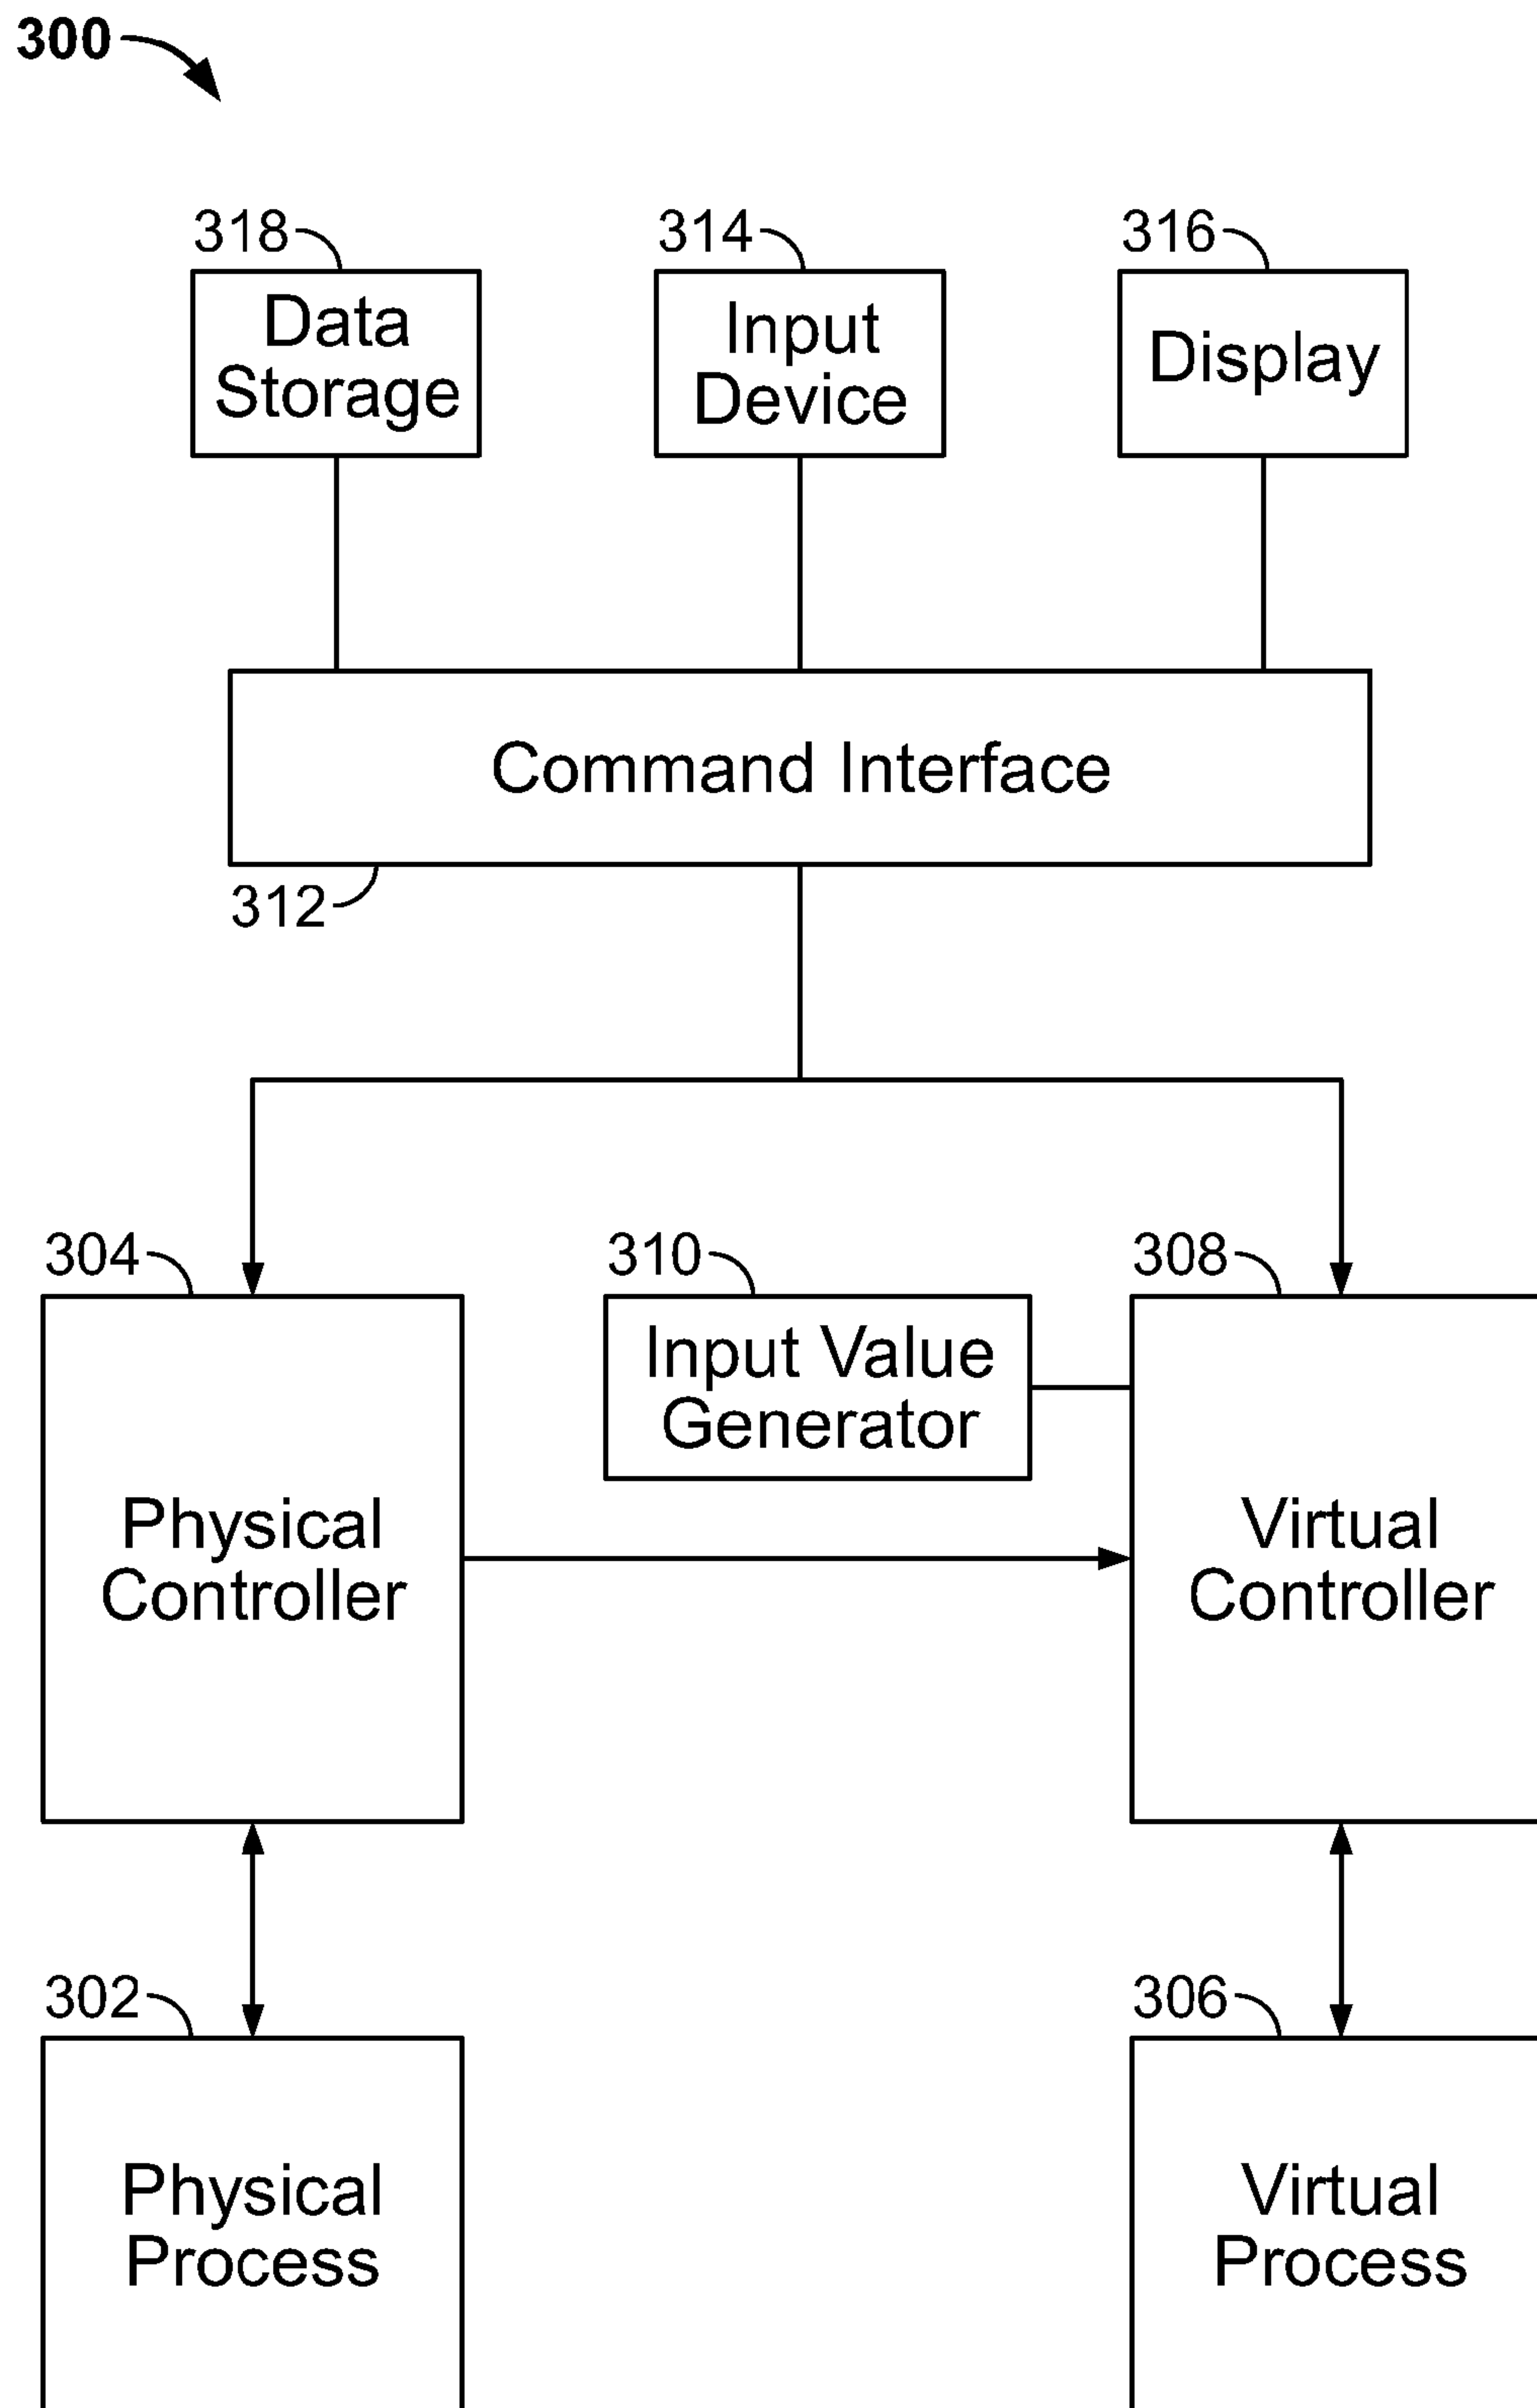 300
318
314
316
Data
Storage
Input
Device
Display
Command Interface
312
304
310
308
Input Value
Generator
Physical
Controller
Virtual
Controller
302
306
Physical
Process
Virtual
Process